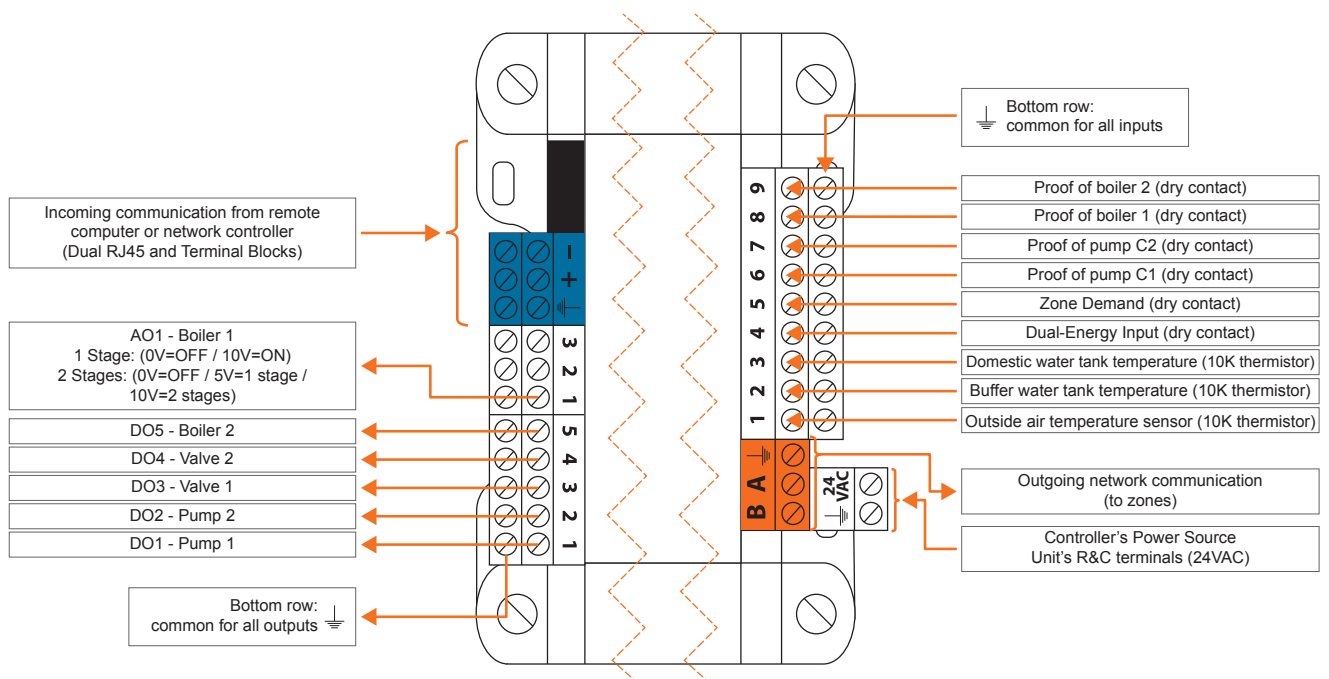 Incoming communication from remote
computer or network controller
(Dual RJ45 and Terminal Blocks)
AO1 - Boiler 1
1 Stage: (0V=OFF / 10V=ON)
2 Stages: (0V=OFF / 5V=1 stage /
10V=2 stages)
DO5 - Boiler 2
DO4 - Valve 2
DO3 - Valve 1
DO2 - Pump 2
DO1 - Pump 1
Bottom row:
common for all outputs
−
+
3
2
1
5
4
3
2
1
9
8
7
6
5
4
3
2
1
A
B
24
VAC
Bottom row:
common for all inputs
Proof of boiler 2 (dry contact)
Proof of boiler 1 (dry contact)
Proof of pump C2 (dry contact)
Proof of pump C1 (dry contact)
Zone Demand (dry contact)
Dual-Energy Input (dry contact)
Domestic water tank temperature (10K thermistor)
Buffer water tank temperature (10K thermistor)
Outside air temperature sensor (10K thermistor)
Outgoing network communication
(to zones)
Controller's Power Source
Unit's R&C terminals (24VAC)